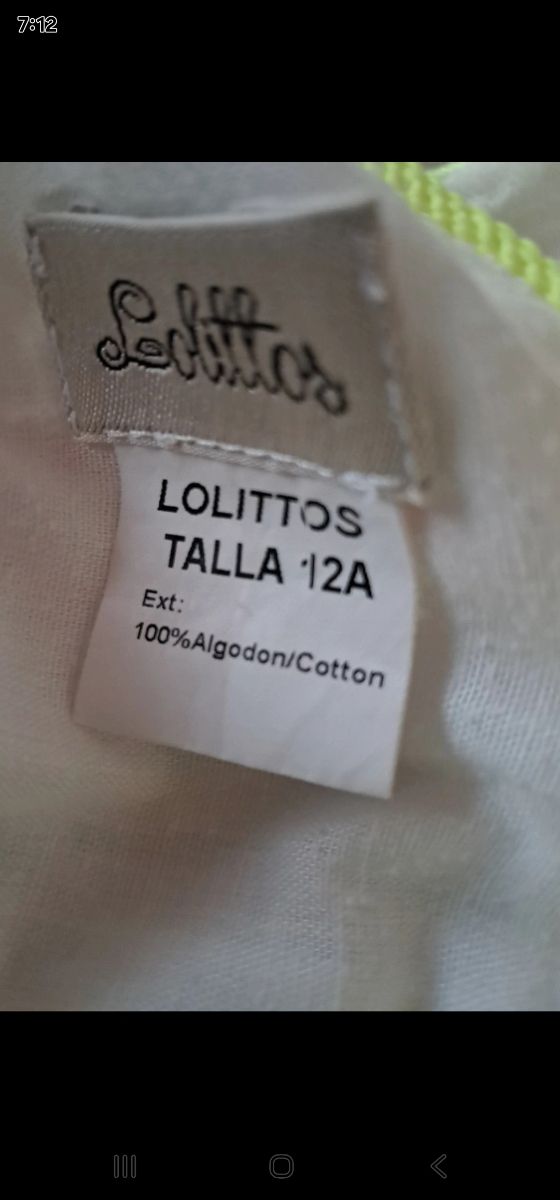 7:12
Lolittos
LOLITTOS
TALLA 12A
Ext:
100%Algodon/Cotton